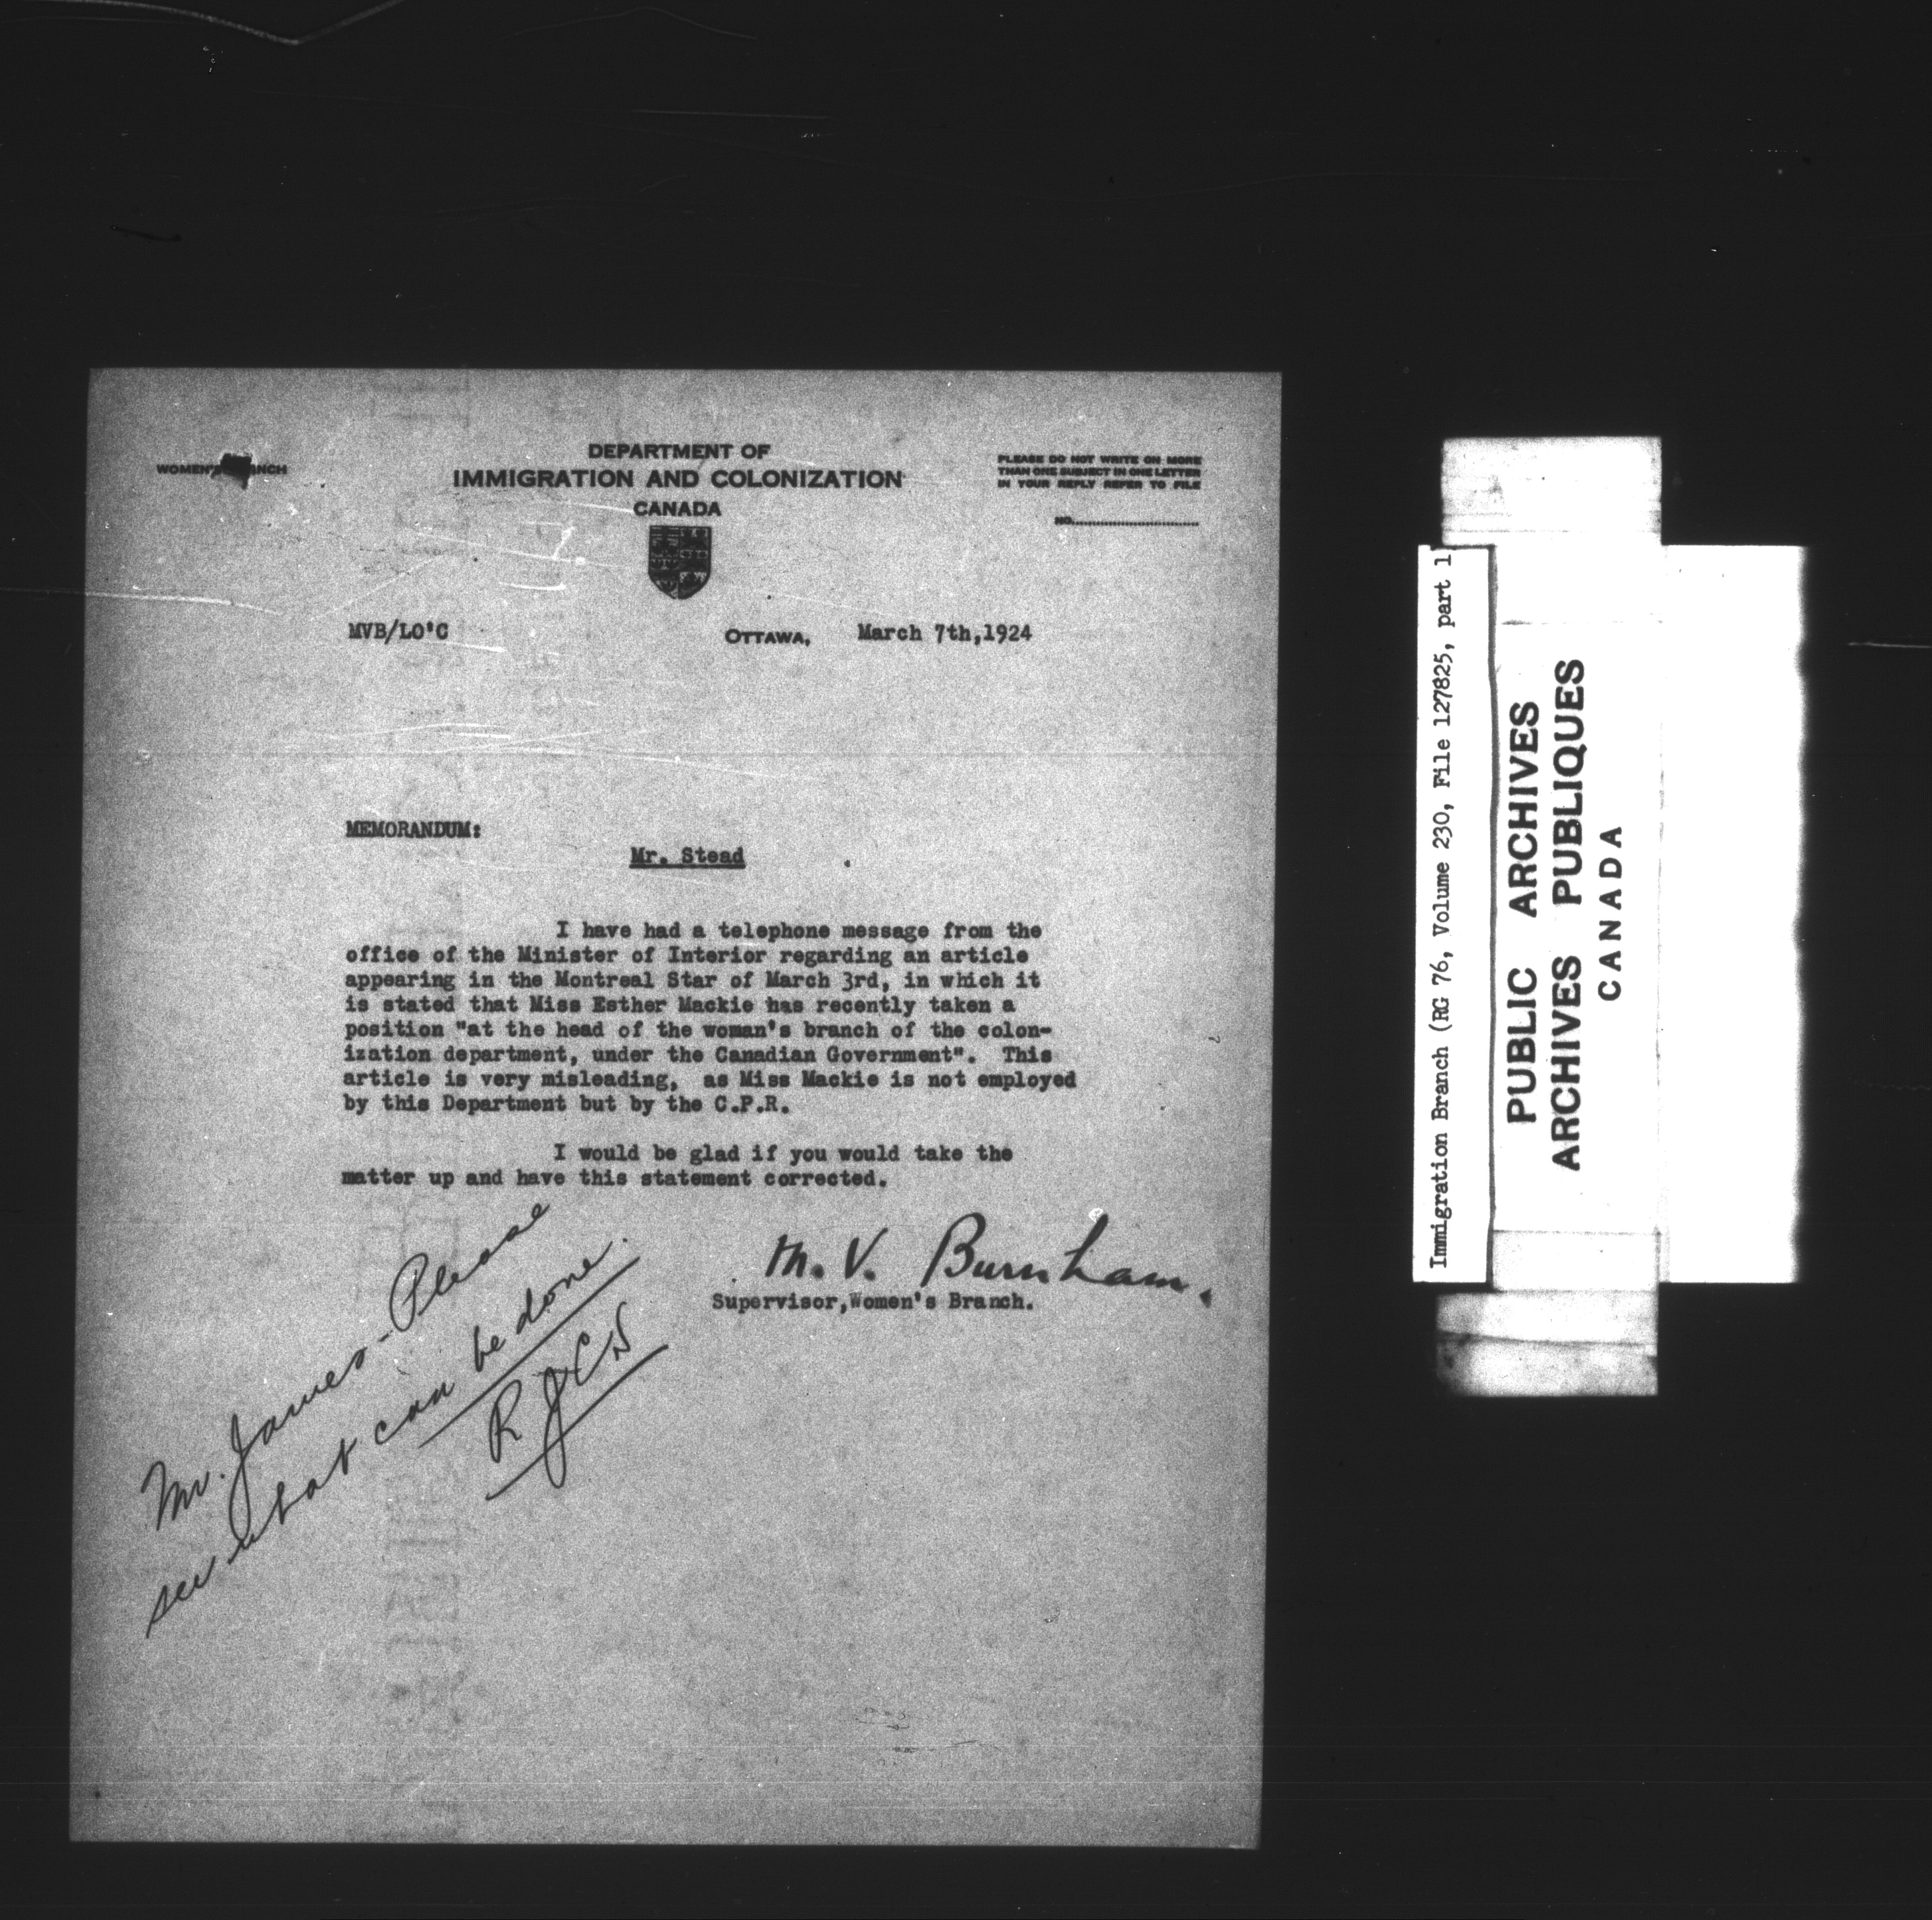 WOMEN'S BRANCH
DEPARTMENT OF
IMMIGRATION AND COLONIZATION
CANADA
PLEASE DO NOT WRITE ON MORE
THAN ONE SUBJECT IN ONE LETTER
IN YOUR REPLY REFER TO FILE
NO.
MVB/LO'C
OTTAWA, March 7th,1924
MEMORANDUM:
Mr. Stead
I have had a telephone message from the
office of the Minister of Interior regarding an article
appearing in the Montreal Star of March 3rd, in which it
is stated that Miss Esther Mackie has recently taken a
position "at the head of the woman's branch of the colon-
ization department, under the Canadian Government". This
article is very misleading, as Miss Mackie is not employed
by this Department but by the C.P.R.
I would be glad if you would take the
matter up and have this statement corrected.
M. V. Burnham.
Supervisor,Women's Branch.
Mr. James - Please
see what can be done.
RJCS
Immigration Branch (RG 76, Volume 230, File 127825, part 1
PUBLIC ARCHIVES
ARCHIVES PUBLIQUES
CANADA